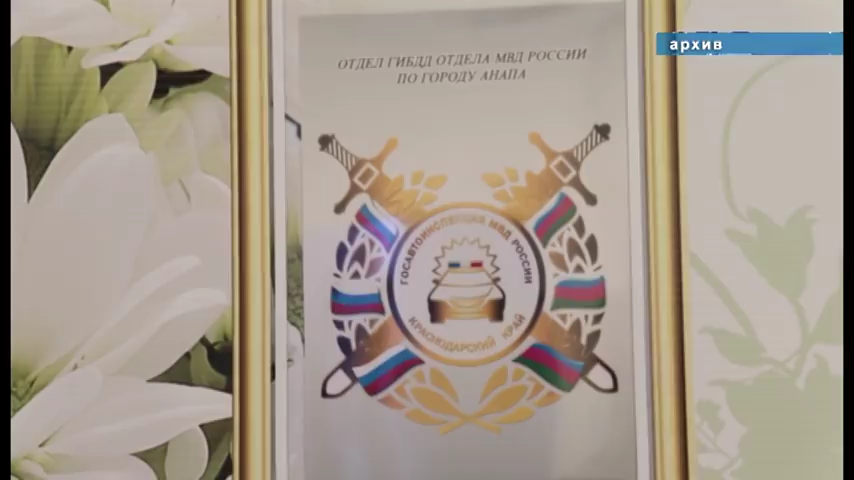 архив
ОТДЕЛ ГИБДД ОТДЕЛА МВД РОССИИ
ПО ГОРОДУ АНАПА
ГОСАВТОИНСПЕКЦИЯ МВД РОССИИ
КРАСНОДАРСКИЙ КРАЙ